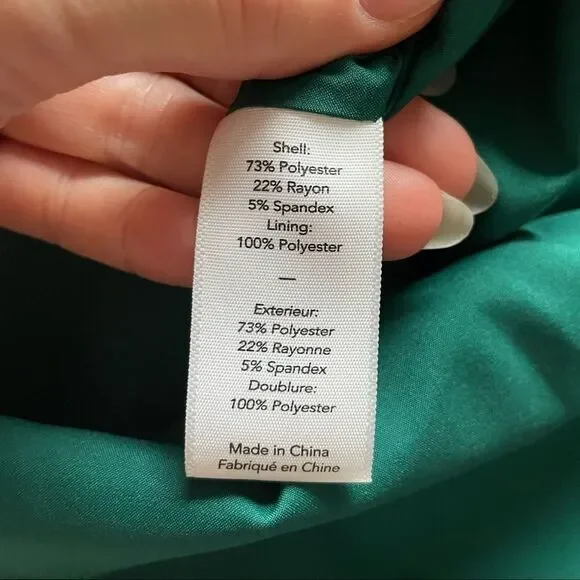 Shell:
73% Polyester
22% Rayon
5% Spandex
Lining:
100% Polyester
—
Exterieur:
73% Polyester
22% Rayonne
5% Spandex
Doublure:
100% Polyester
Made in China
Fabriqué en Chine